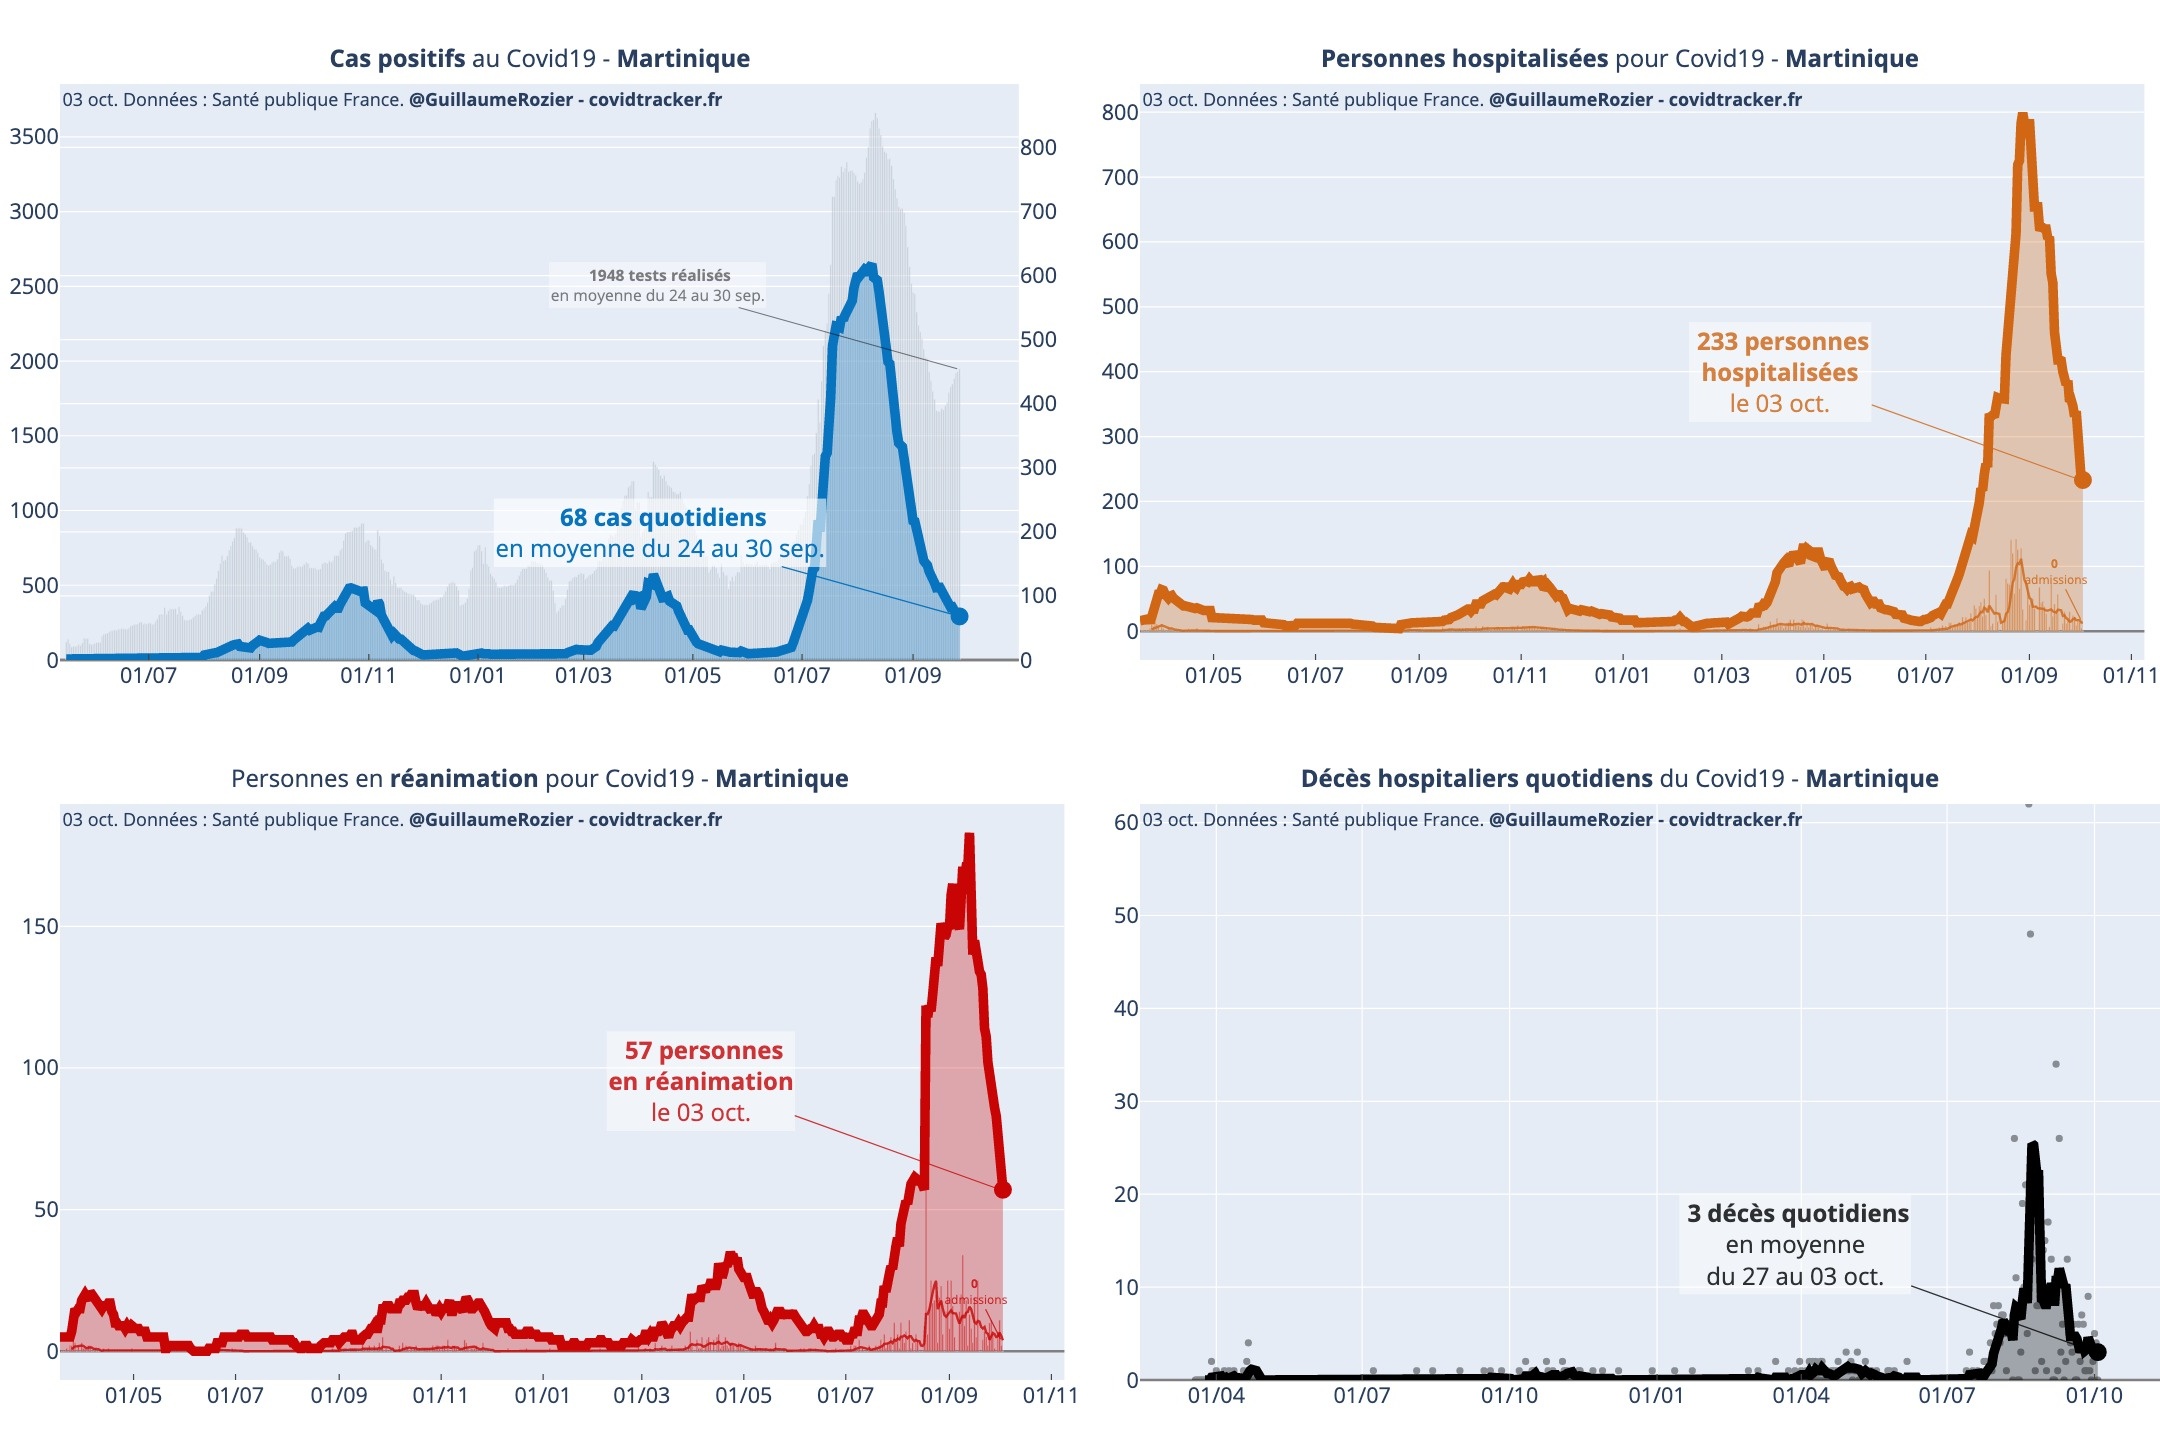 Cas positifs au Covid19 - Martinique
03 oct. Données : Santé publique France. @GuillaumeRozier - covidtracker.fr
3500
3000
2500
2000
1500
1000
500
0
800
700
600
500
400
300
200
100
0
1948 tests réalisés
en moyenne du 24 au 30 sep.
68 cas quotidiens
en moyenne du 24 au 30 sep.
01/07 01/09 01/11 01/01 01/03 01/05 01/07 01/09
Personnes hospitalisées pour Covid19 - Martinique
03 oct. Données : Santé publique France. @GuillaumeRozier - covidtracker.fr
800
700
600
500
400
300
200
100
0
233 personnes
hospitalisées
le 03 oct.
0
admissions
01/05 01/07 01/09 01/11 01/01 01/03 01/05 01/07 01/09 01/11
Personnes en réanimation pour Covid19 - Martinique
03 oct. Données : Santé publique France. @GuillaumeRozier - covidtracker.fr
150
100
50
0
57 personnes
en réanimation
le 03 oct.
0
admissions
01/05 01/07 01/09 01/11 01/01 01/03 01/05 01/07 01/09 01/11
Décès hospitaliers quotidiens du Covid19 - Martinique
03 oct. Données : Santé publique France. @GuillaumeRozier - covidtracker.fr
60
50
40
30
20
10
0
3 décès quotidiens
en moyenne
du 27 au 03 oct.
01/04 01/07 01/10 01/01 01/04 01/07 01/10